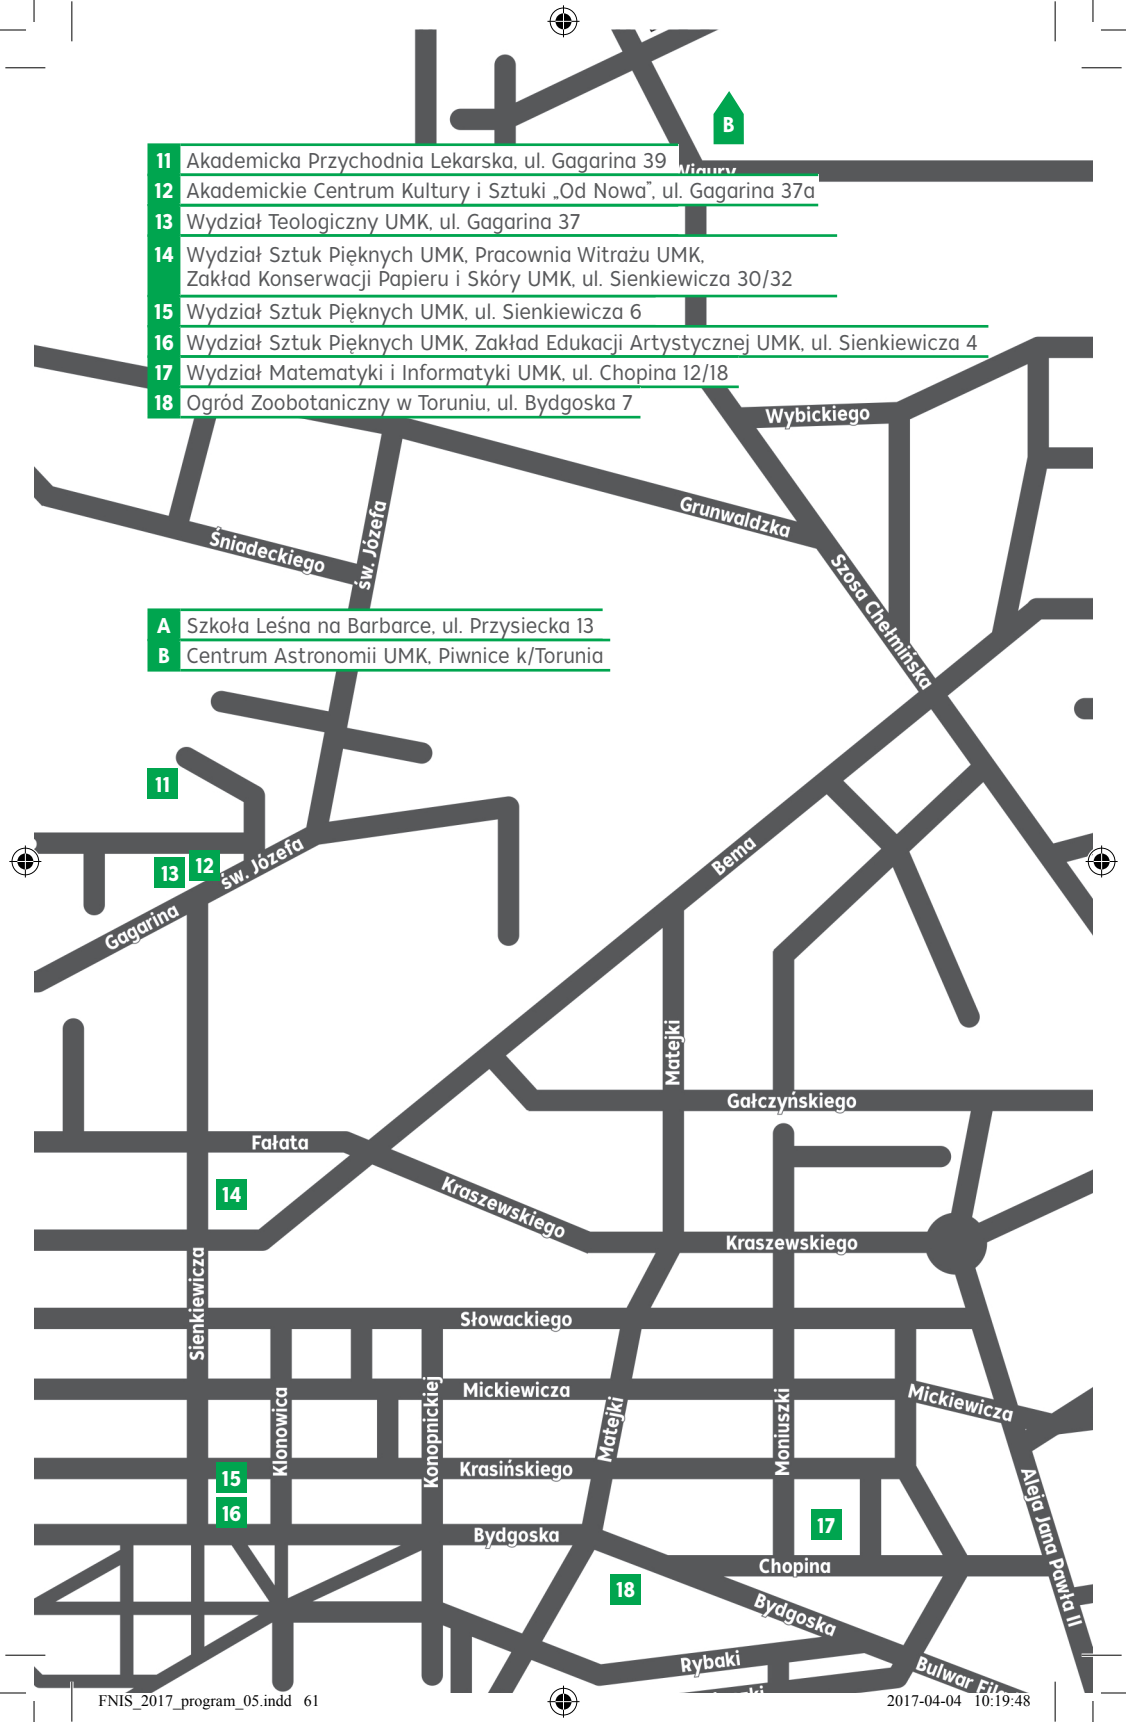 B
Wigury
11 Akademicka Przychodnia Lekarska, ul. Gagarina 39
12 Akademickie Centrum Kultury i Sztuki „Od Nowa”, ul. Gagarina 37a
13 Wydział Teologiczny UMK, ul. Gagarina 37
14 Wydział Sztuk Pięknych UMK, Pracownia Witrażu UMK,
Zakład Konserwacji Papieru i Skóry UMK, ul. Sienkiewicza 30/32
15 Wydział Sztuk Pięknych UMK, ul. Sienkiewicza 6
16 Wydział Sztuk Pięknych UMK, Zakład Edukacji Artystycznej UMK, ul. Sienkiewicza 4
17 Wydział Matematyki i Informatyki UMK, ul. Chopina 12/18
18 Ogród Zoobotaniczny w Toruniu, ul. Bydgoska 7
Wybickiego
Grunwaldzka
Śniadeckiego
św. Józefa
Szosa Chełmińska
A Szkoła Leśna na Barbarce, ul. Przysiecka 13
B Centrum Astronomii UMK, Piwnice k/Torunia
11
12
13
św. Józefa
Bema
Gagarina
Matejki
Gałczyńskiego
Fałata
14
Kraszewskiego
Kraszewskiego
Sienkiewicza
Słowackiego
Mickiewicza
Mickiewicza
Klonowica
Konopnickiej
Matejki
Moniuszki
Krasińskiego
15
16
17
Aleja Jana Pawła II
Bydgoska
Chopina
18
Bydgoska
Rybaki
Bulwar
FNIS_2017_program_05.indd 61
2017-04-04 10:19:48